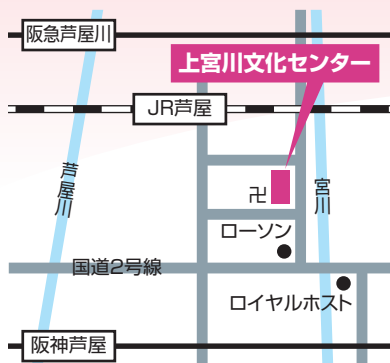 阪急芦屋川
上宮川文化センター
JR芦屋
芦屋川
宮川
卍
ローソン
国道2号線
ロイヤルホスト
阪神芦屋